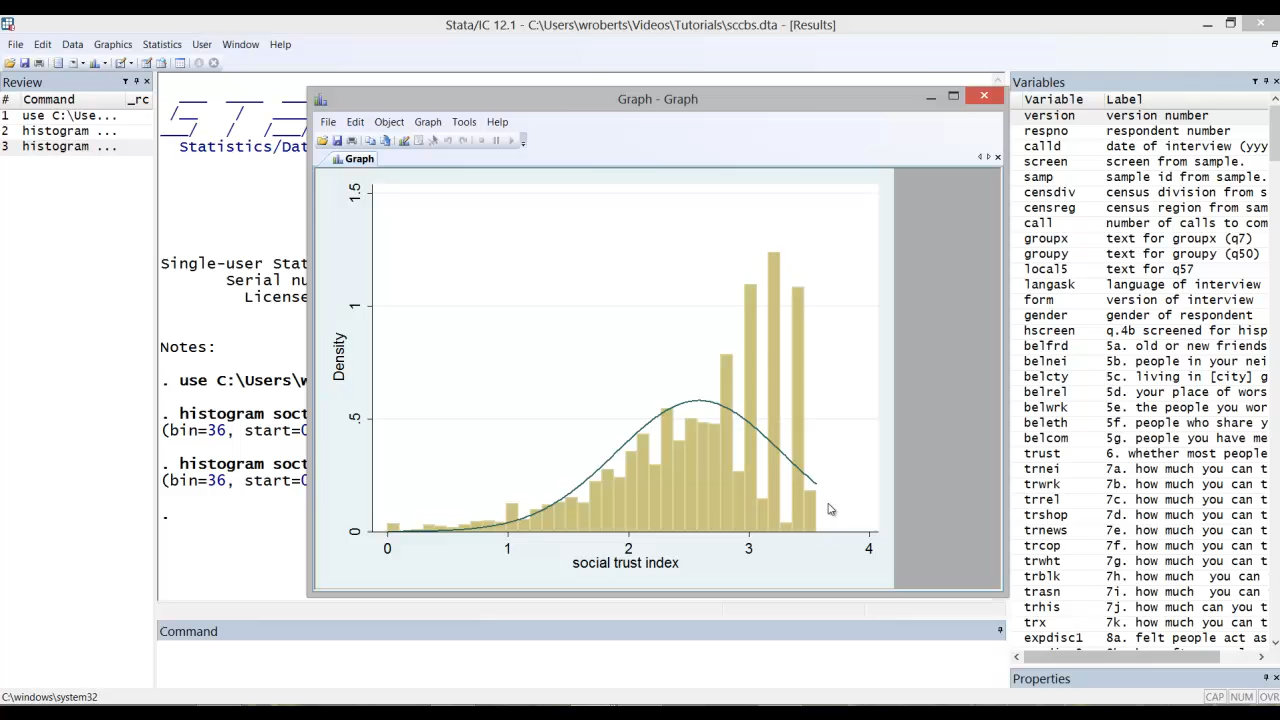 Stata/IC 12.1 - C:\Users\wroberts\Videos\Tutorials\sccbs.dta - [Results]
File Edit Data Graphics Statistics User Window Help
Review
# Command _rc
1 use C:\Use...
2 histogram ...
3 histogram ...
Statistics/Dat
Single-user Stat
Serial nu
License
Notes:
. use C:\Users\w
. histogram soct
(bin=36, start=0
. histogram soct
(bin=36, start=0
.
Graph - Graph
File Edit Object Graph Tools Help
Graph
Density
0 .5 1 1.5
0 1 2 3 4
social trust index
Command
Variables
Variable Label
version version number
respno respondent number
calld date of interview (yyy
screen screen from sample.
samp sample id from sample.
censdiv census division from s
censreg census region from sam
call number of calls to com
groupx text for groupx (q7)
groupy text for groupy (q50)
local5 text for q57
langask language of interview
form version of interview
gender gender of respondent
hscreen q.4b screened for hisp
belfrd 5a. old or new friends
belnei 5b. people in your nei
belcty 5c. living in [city] g
belrel 5d. your place of wors
belwrk 5e. the people you wor
beleth 5f. people who share y
belcom 5g. people you have me
trust 6. whether most people
trnei 7a. how much you can t
trwrk 7b. how much you can t
trrel 7c. how much you can t
trshop 7d. how much you can t
trnews 7e. how much you can t
trcop 7f. how much you can t
trwht 7g. how much you can t
trblk 7h. how much you can
trasn 7i. how much you can
trhis 7j. how much can you t
trx 7k. how much you can t
expdisc1 8a. felt people act as
Properties
C:\windows\system32
CAP NUM OVR